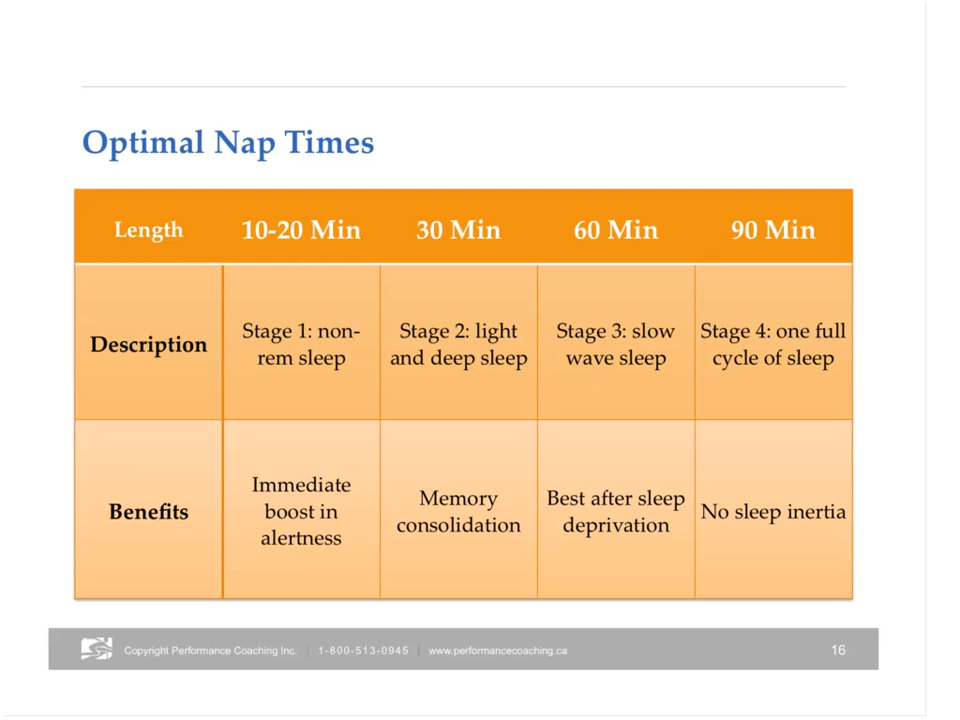 Optimal Nap Times
Length 10-20 Min 30 Min 60 Min 90 Min
Description
Stage 1: non-
rem sleep
Stage 2: light
and deep sleep
Stage 3: slow
wave sleep
Stage 4: one full
cycle of sleep
Benefits
Immediate
boost in
alertness
Memory
consolidation
Best after sleep
deprivation
No sleep inertia
Copyright Performance Coaching Inc. | 1-800-513-0945 | www.performancecoaching.ca 16